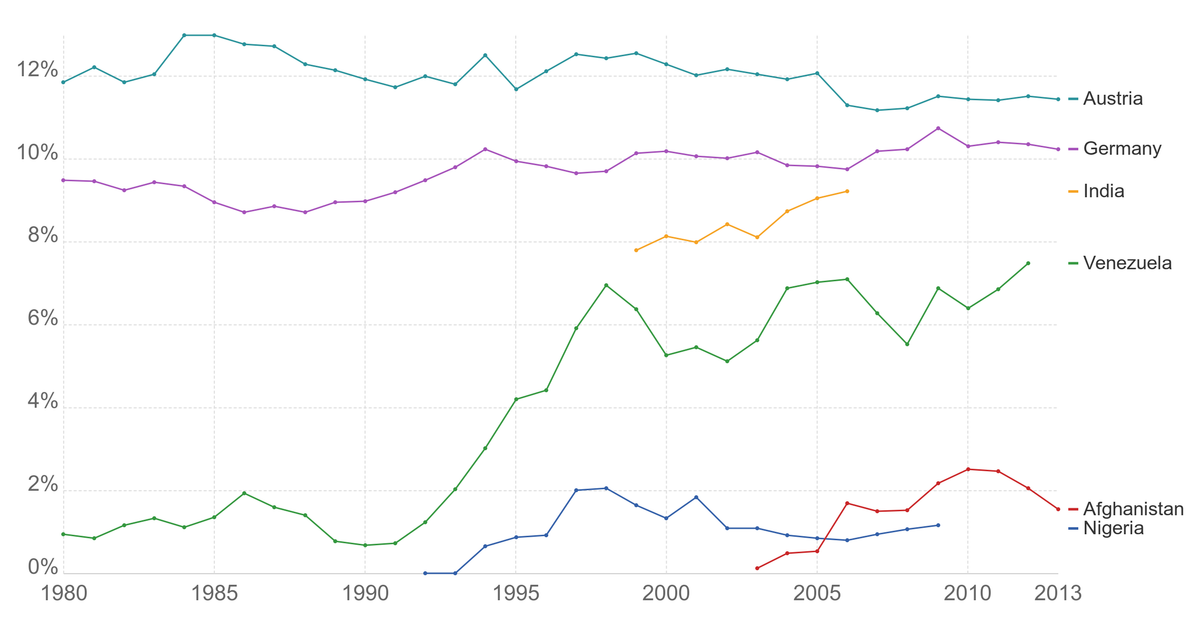 12%
10%
8%
6%
4%
2%
0%
1980 1985 1990 1995 2000 2005 2010 2013
Austria
Germany
India
Venezuela
Afghanistan
Nigeria